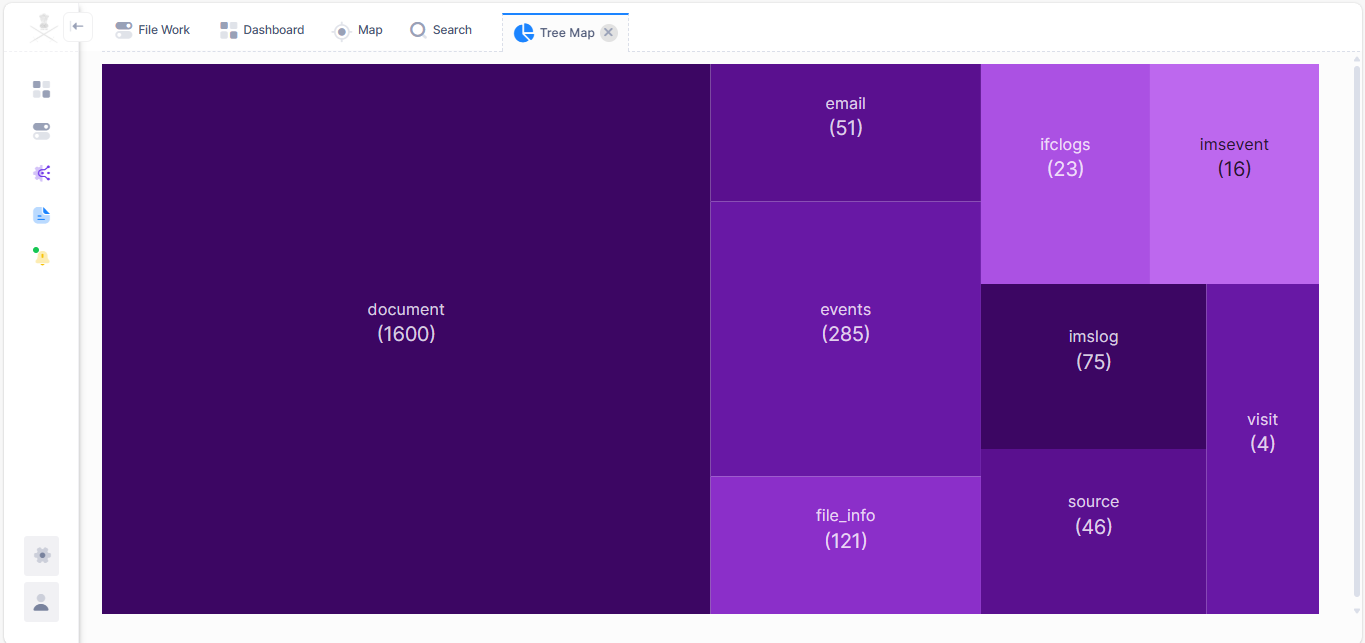 File Work
Dashboard
Map
Search
Tree Map
document
(1600)
email
(51)
events
(285)
file_info
(121)
ifclogs
(23)
imsevent
(16)
imslog
(75)
source
(46)
visit
(4)